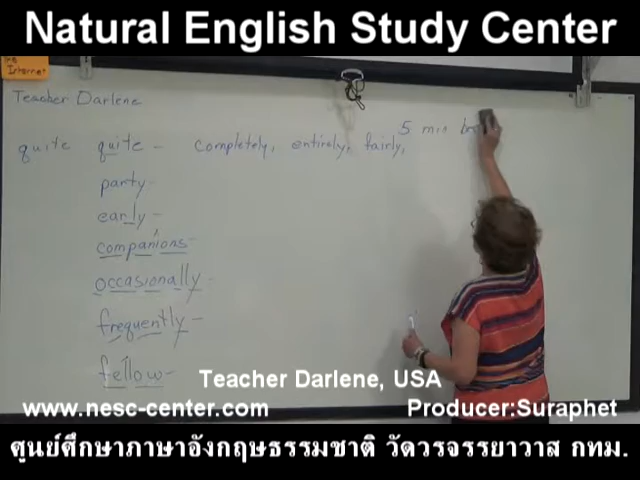 Natural English Study Center
the
Internet
Teacher Darlene
5 min
quite quite - completely, entirely, fairly,
party -
early -
companions -
occasionally -
frequently -
fellow -
Teacher Darlene, USA
www.nesc-center.com Producer:Suraphet
ศูนย์ศึกษาภาษาอังกฤษธรรมชาติ วัดวรจรรยาวาส กทม.